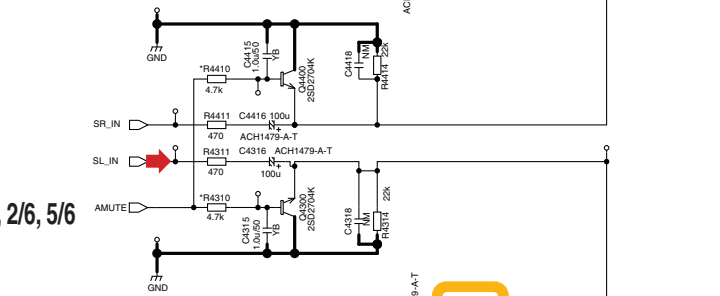 AC
GND
C4415
1.0u/50
YB
*R4410
4.7k
Q4400
2SD2704K
C4418
NM
22k
R4414
SR_IN
R4411
470
C4416 100u
+
ACH1479-A-T
SL_IN
R4311
470
C4316 ACH1479-A-T
+
100u
, 2/6, 5/6
AMUTE
*R4310
4.7k
C4315
1.0u/50
YB
Q4300
2SD2704K
C4318
NM
22k
R4314
GND
9-A-T